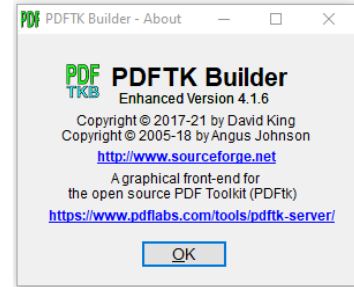 PDF PDFTK Builder - About
PDF
TKB
PDFTK Builder
Enhanced Version 4.1.6
Copyright © 2017-21 by David King
Copyright © 2005-18 by Angus Johnson
http://www.sourceforge.net
A graphical front-end for
the open source PDF Toolkit (PDFtk)
https://www.pdflabs.com/tools/pdftk-server/
OK